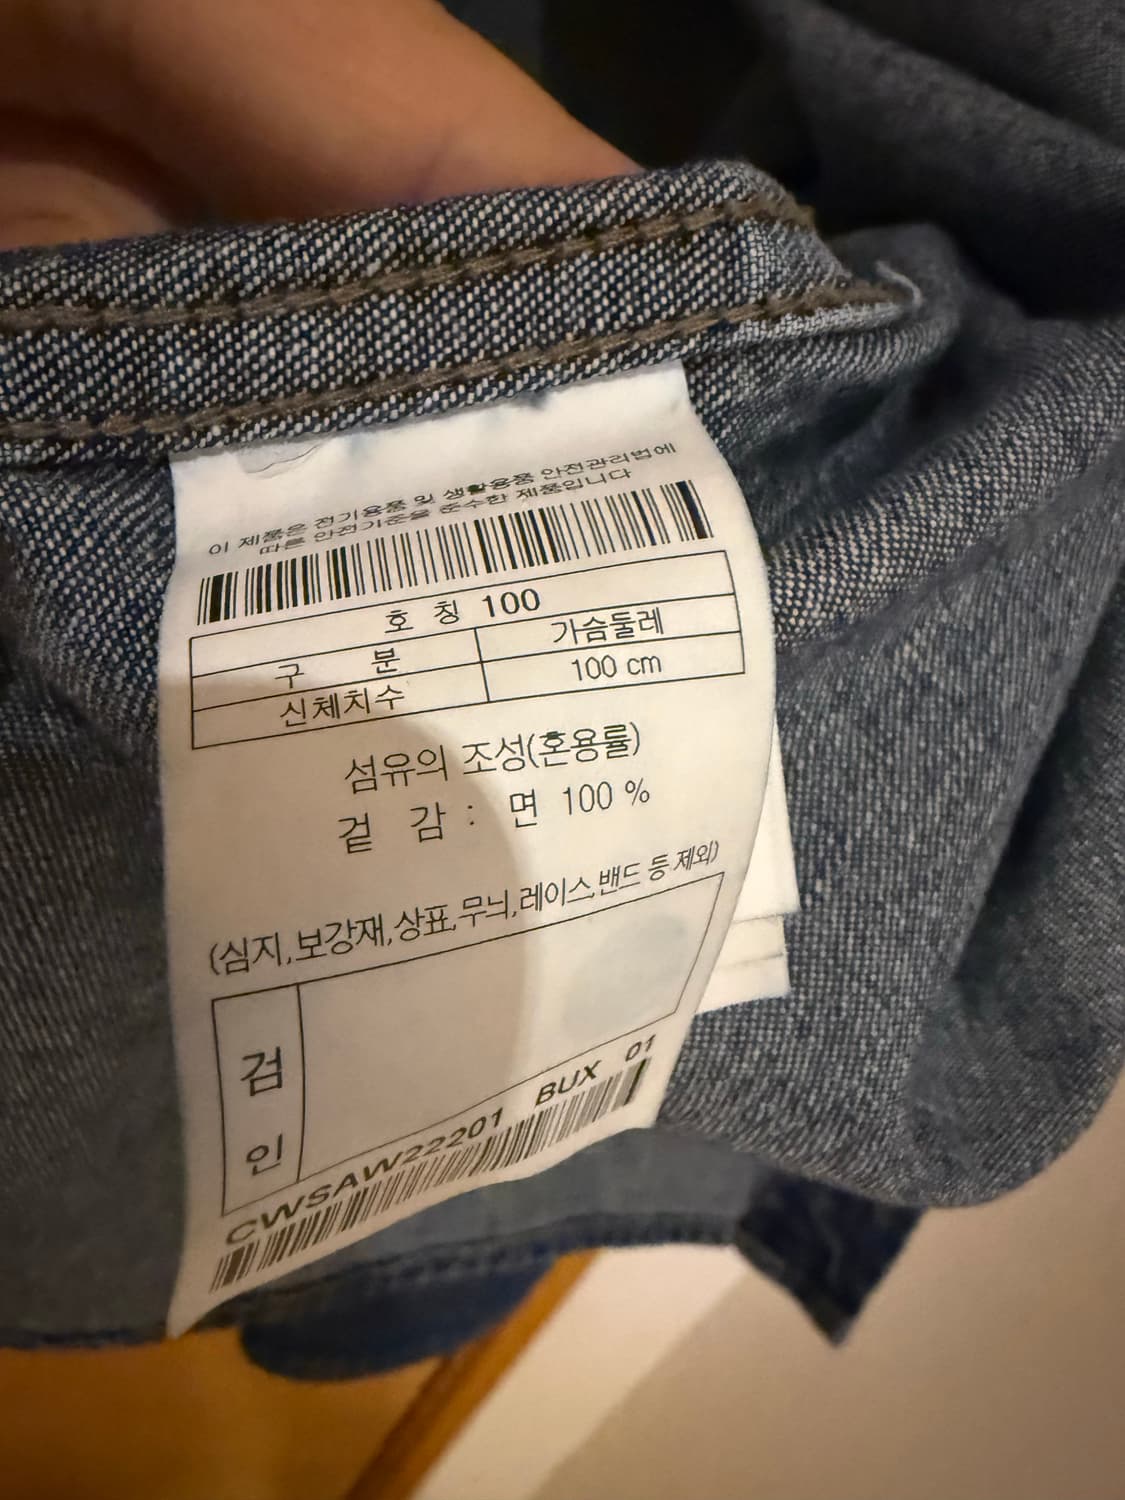 이 제품은 전기용품 및 생활용품 안전관리법에
따른 안전기준을 준수한 제품입니다
호 칭 100
구 분 가슴둘레
신체치수 100 cm
섬유의 조성(혼용률)
겉 감 : 면 100 %
(심지,보강재,상표,무늬,레이스,밴드 등 제외)
검
인
CWSAW22201 BUX 01